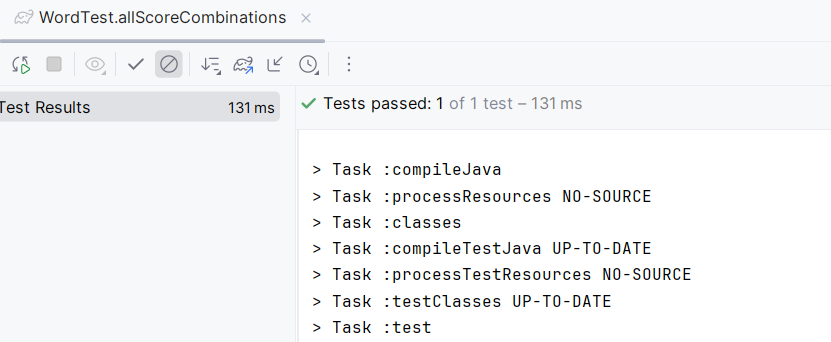 WordTest.allScoreCombinations
Test Results 131 ms
Tests passed: 1 of 1 test – 131 ms
> Task :compileJava
> Task :processResources NO-SOURCE
> Task :classes
> Task :compileTestJava UP-TO-DATE
> Task :processTestResources NO-SOURCE
> Task :testClasses UP-TO-DATE
> Task :test